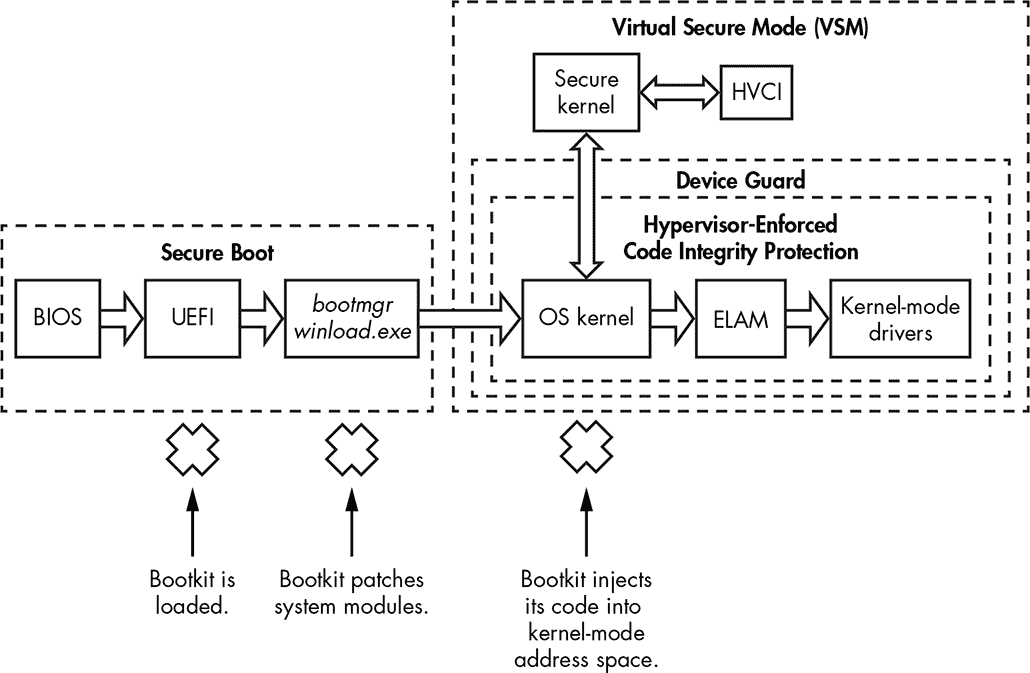 Virtual Secure Mode (VSM)
Secure
kernel
HVCI
Device Guard
Hypervisor-Enforced
Code Integrity Protection
Secure Boot
BIOS
UEFI
bootmgr
winload.exe
OS kernel
ELAM
Kernel-mode
drivers
Bootkit is
loaded.
Bootkit patches
system modules.
Bootkit injects
its code into
kernel-mode
address space.